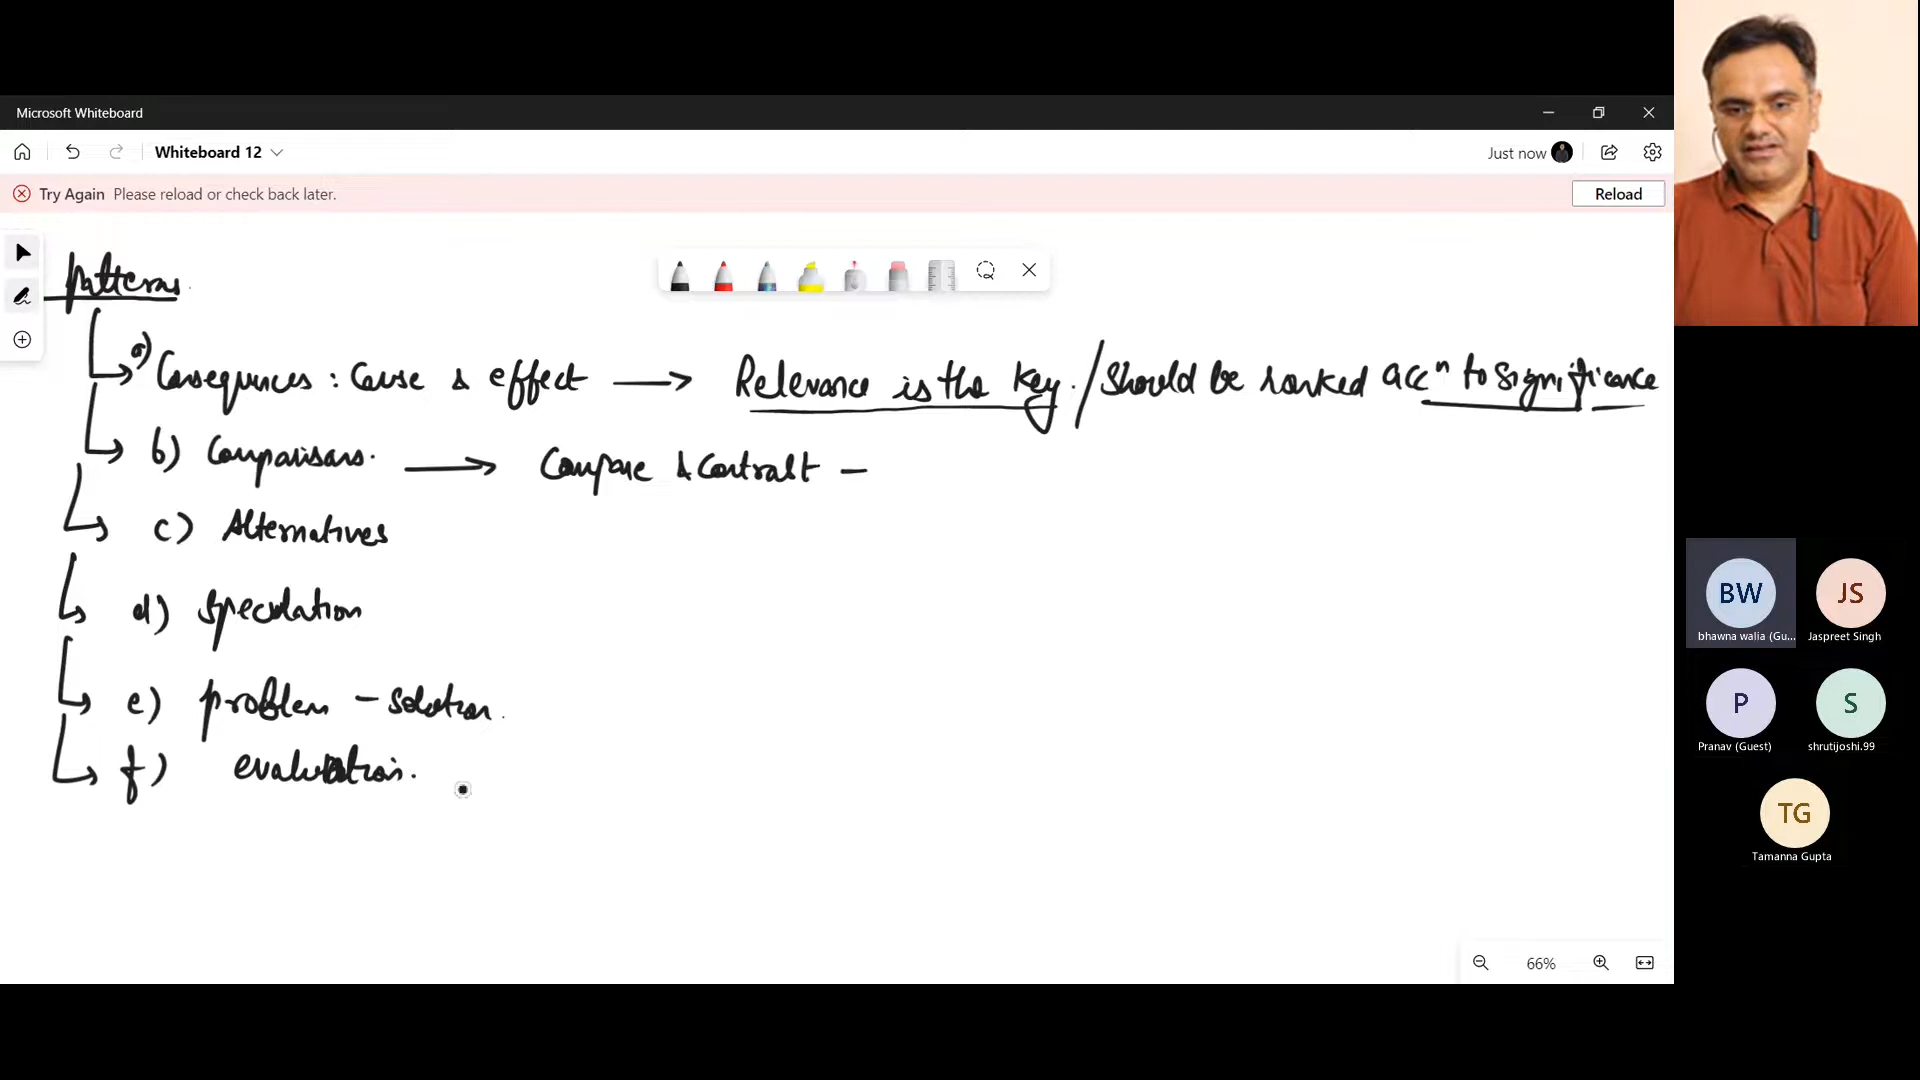 Microsoft Whiteboard
Whiteboard 12
Just now
Try Again Please reload or check back later.
Reload
patterns
a) Consequences : Cause & effect → Relevance is the key. / Should be ranked accn to significance
b) Comparisons. → Compare & Contrast –
c) Alternatives
d) Speculation
e) problem – solution.
f) evaluation.
BW
JS
bhawna walia (Gu...
Jaspreet Singh
P
S
Pranav (Guest)
shrutijoshi.99
TG
Tamanna Gupta
66%